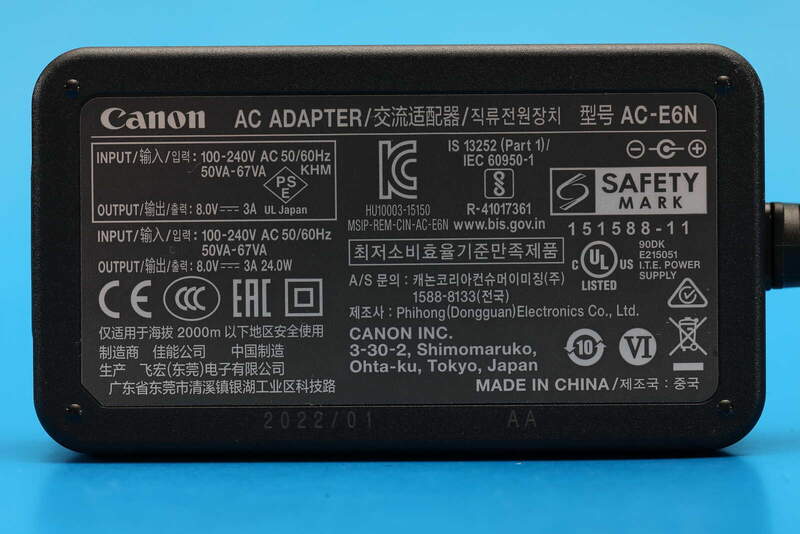 Canon AC ADAPTER/交流适配器/직류전원장치 型号 AC-E6N
INPUT/输入/입력: 100-240V AC 50/60Hz
50VA-67VA KHM
PS
E
OUTPUT/输出/출력: 8.0V⎓3A UL Japan
INPUT/输入/입력: 100-240V AC 50/60Hz
50VA-67VA
OUTPUT/输出/출력: 8.0V⎓3A 24.0W
CE CCC EAC
仅适用于海拔 2000m 以下地区安全使用
制造商 佳能公司 中国制造
生产 飞宏(东莞)电子有限公司
广东省东莞市清溪镇银湖工业区科技路
KC
HU10003-15150
MSIP-REM-CIN-AC-E6N
IS 13252 (Part 1)/
IEC 60950-1
R-41017361
www.bis.gov.in
S SAFETY
MARK
151588-11
최저소비효율기준만족제품
A/S 문의 : 캐논코리아컨슈머이미징(주)
1588-8133(전국)
제조사 : Phihong(Dongguan)Electronics Co., Ltd.
C UL US
LISTED
90DK
E215051
I.T.E. POWER
SUPPLY
CANON INC.
3-30-2, Shimomaruko,
Ohta-ku, Tokyo, Japan
10
VI
MADE IN CHINA/제조국 : 중국
2022/01 AA